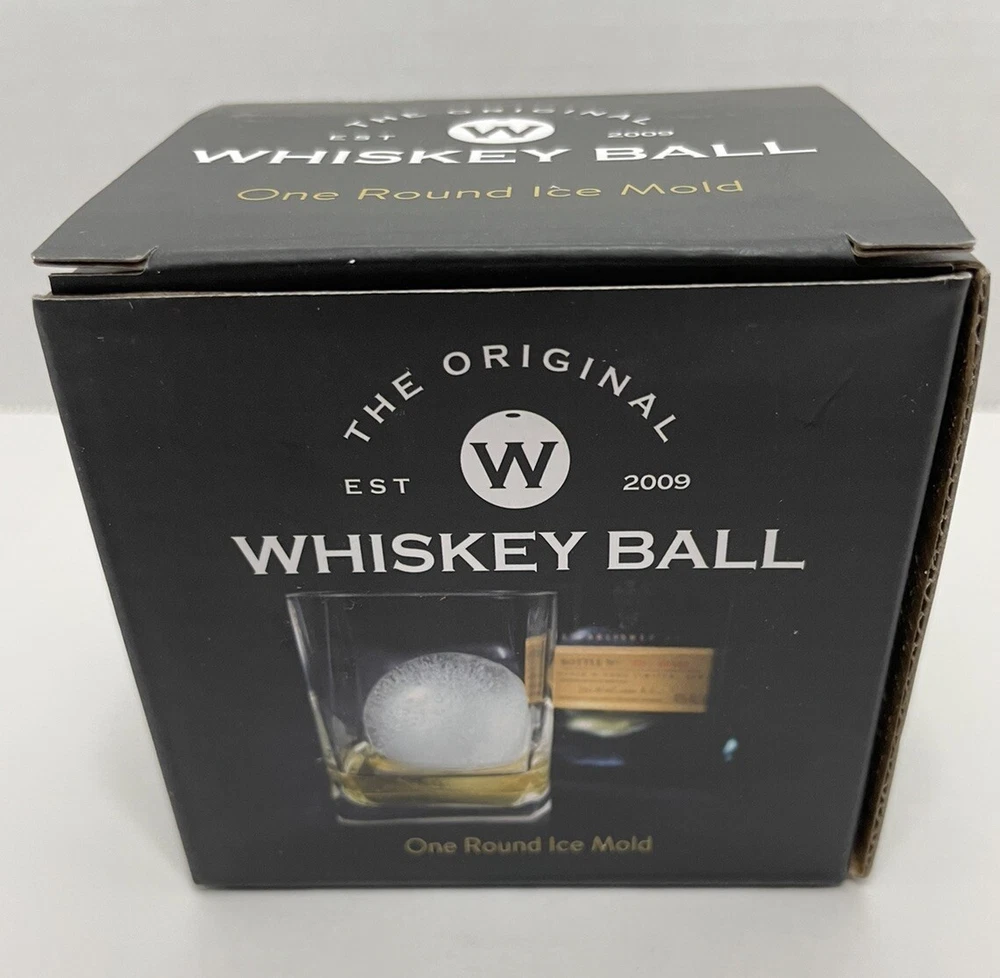 THE ORIGINAL
EST W 2009
WHISKEY BALL
One Round Ice Mold
THE ORIGINAL
EST W 2009
WHISKEY BALL
BOTTLE
One Round Ice Mold